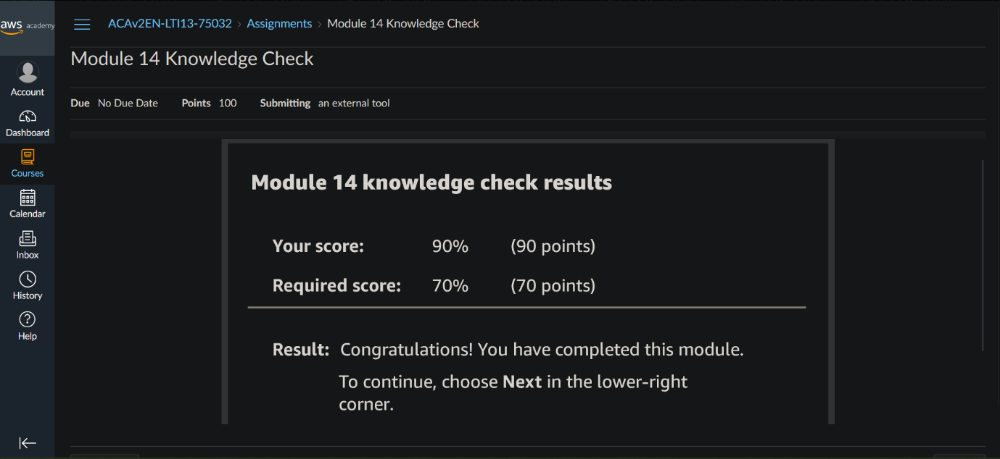 aws academy
ACAv2EN-LTI13-75032 › Assignments › Module 14 Knowledge Check
Module 14 Knowledge Check
Account
Due No Due Date Points 100 Submitting an external tool
Dashboard
Courses
Calendar
Inbox
History
Help
Module 14 knowledge check results
Your score: 90% (90 points)
Required score: 70% (70 points)
Result: Congratulations! You have completed this module.
To continue, choose Next in the lower-right
corner.